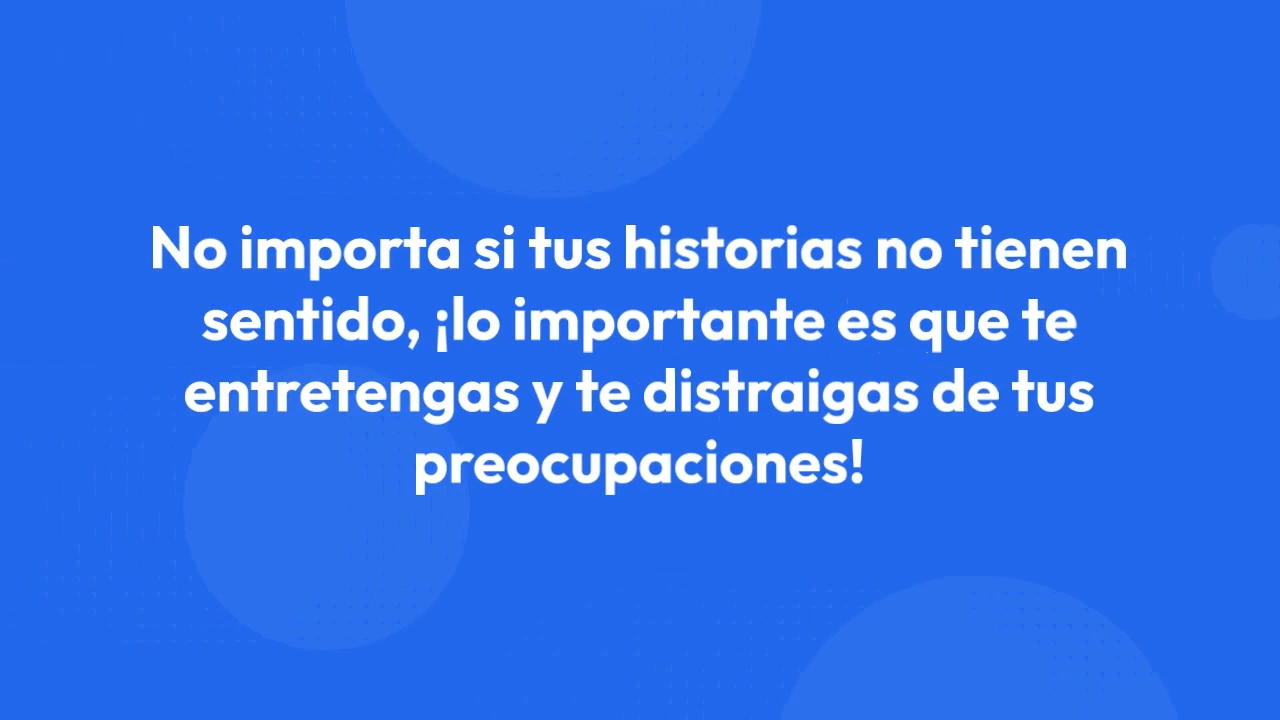 No importa si tus historias no tienen
sentido, ¡lo importante es que te
entretengas y te distraigas de tus
preocupaciones!